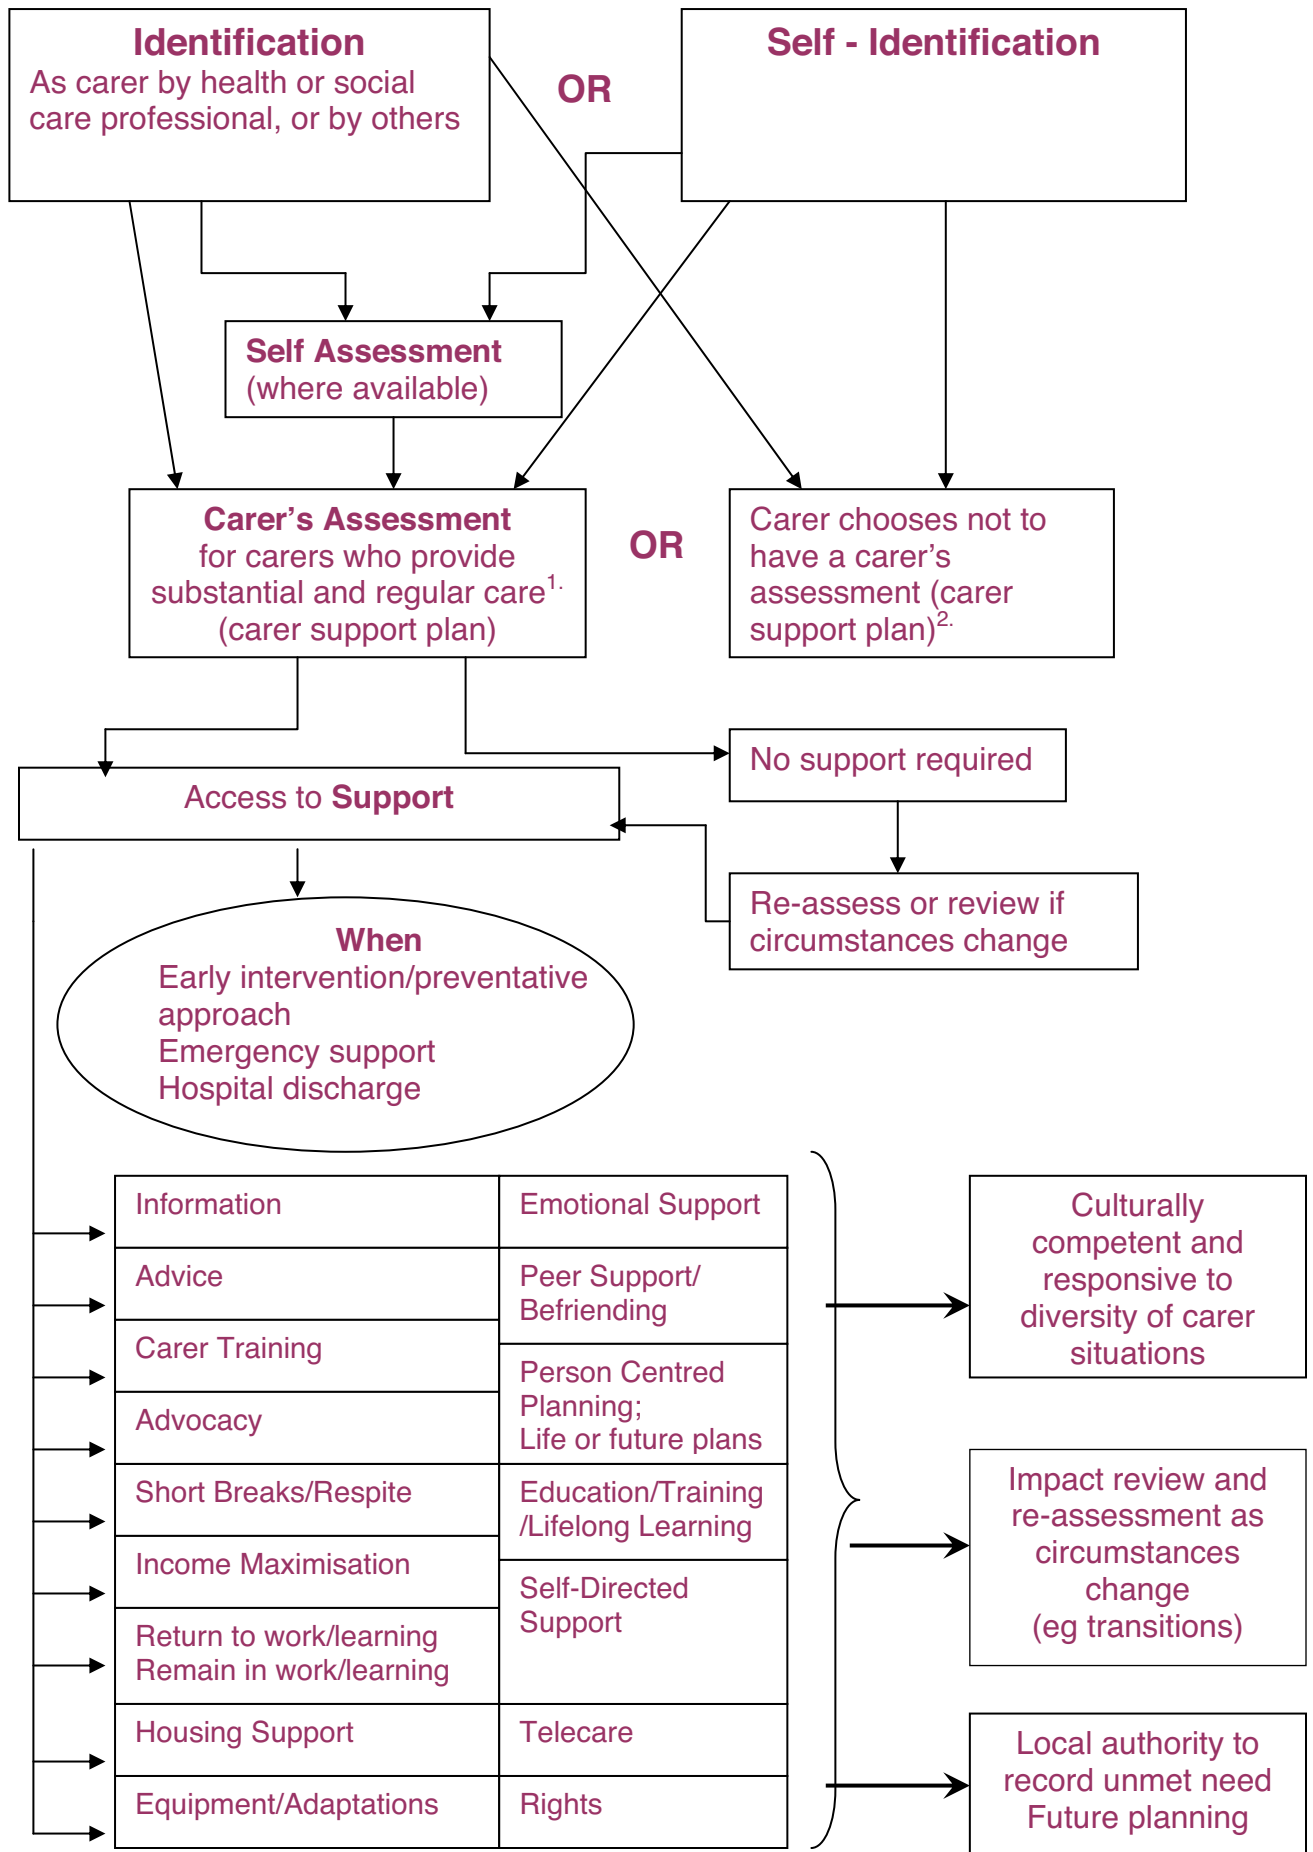 Identification
As carer by health or social
care professional, or by others
OR
Self - Identification
Self Assessment
(where available)
Carer’s Assessment
for carers who provide
substantial and regular care1.
(carer support plan)
OR
Carer chooses not to
have a carer’s
assessment (carer
support plan)2.
No support required
Access to Support
Re-assess or review if
circumstances change
When
Early intervention/preventative
approach
Emergency support
Hospital discharge
Information
Advice
Carer Training
Advocacy
Short Breaks/Respite
Income Maximisation
Return to work/learning
Remain in work/learning
Housing Support
Equipment/Adaptations
Emotional Support
Peer Support/
Befriending
Person Centred
Planning;
Life or future plans
Education/Training
/Lifelong Learning
Self-Directed
Support
Telecare
Rights
Culturally
competent and
responsive to
diversity of carer
situations
Impact review and
re-assessment as
circumstances
change
(eg transitions)
Local authority to
record unmet need
Future planning